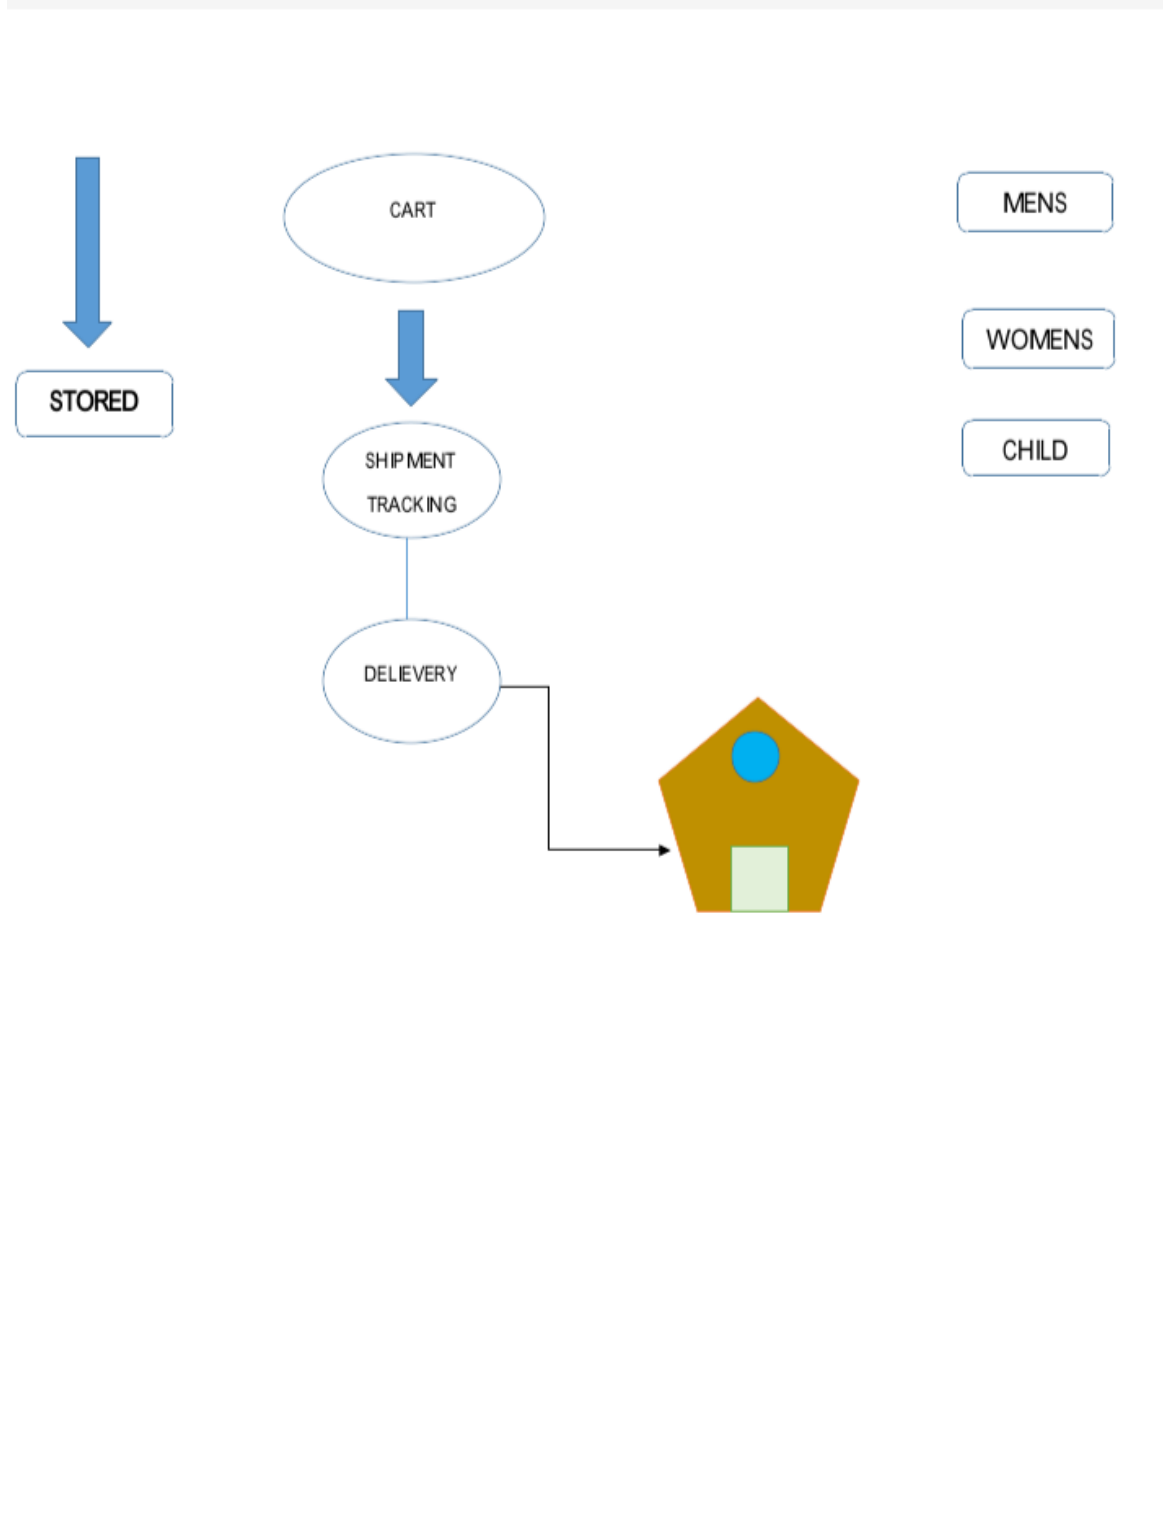 CART
MENS
WOMENS
STORED
CHILD
SHIPMENT
TRACKING
DELIEVERY